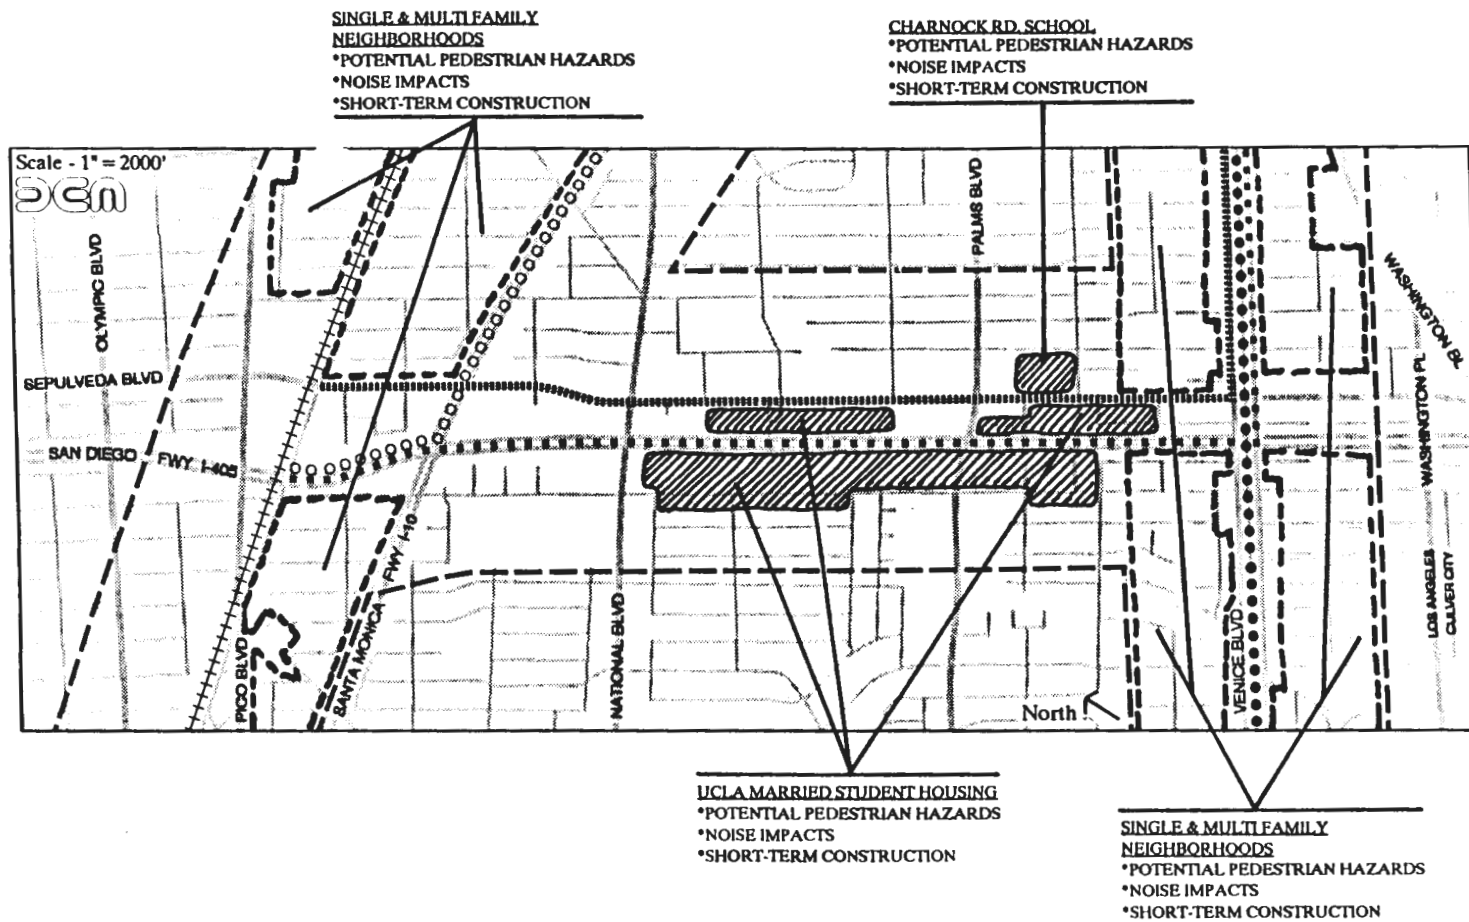 SINGLE & MULTI FAMILY
NEIGHBORHOODS
*POTENTIAL PEDESTRIAN HAZARDS
*NOISE IMPACTS
*SHORT-TERM CONSTRUCTION
CHARNOCK RD. SCHOOL
*POTENTIAL PEDESTRIAN HAZARDS
*NOISE IMPACTS
*SHORT-TERM CONSTRUCTION
Scale - 1" = 2000'
DCM
OLYMPIC BLVD
PALMS BLVD
WASHINGTON BL
SEPULVEDA BLVD
WASHINGTON PL
SAN DIEGO FWY I-405
FWY I-10
SANTA MONICA
PICO BLVD
NATIONAL BLVD
VENICE BLVD
LOS ANGELES
CULVER CITY
North
UCLA MARRIED STUDENT HOUSING
*POTENTIAL PEDESTRIAN HAZARDS
*NOISE IMPACTS
*SHORT-TERM CONSTRUCTION
SINGLE & MULTI FAMILY
NEIGHBORHOODS
*POTENTIAL PEDESTRIAN HAZARDS
*NOISE IMPACTS
*SHORT-TERM CONSTRUCTION